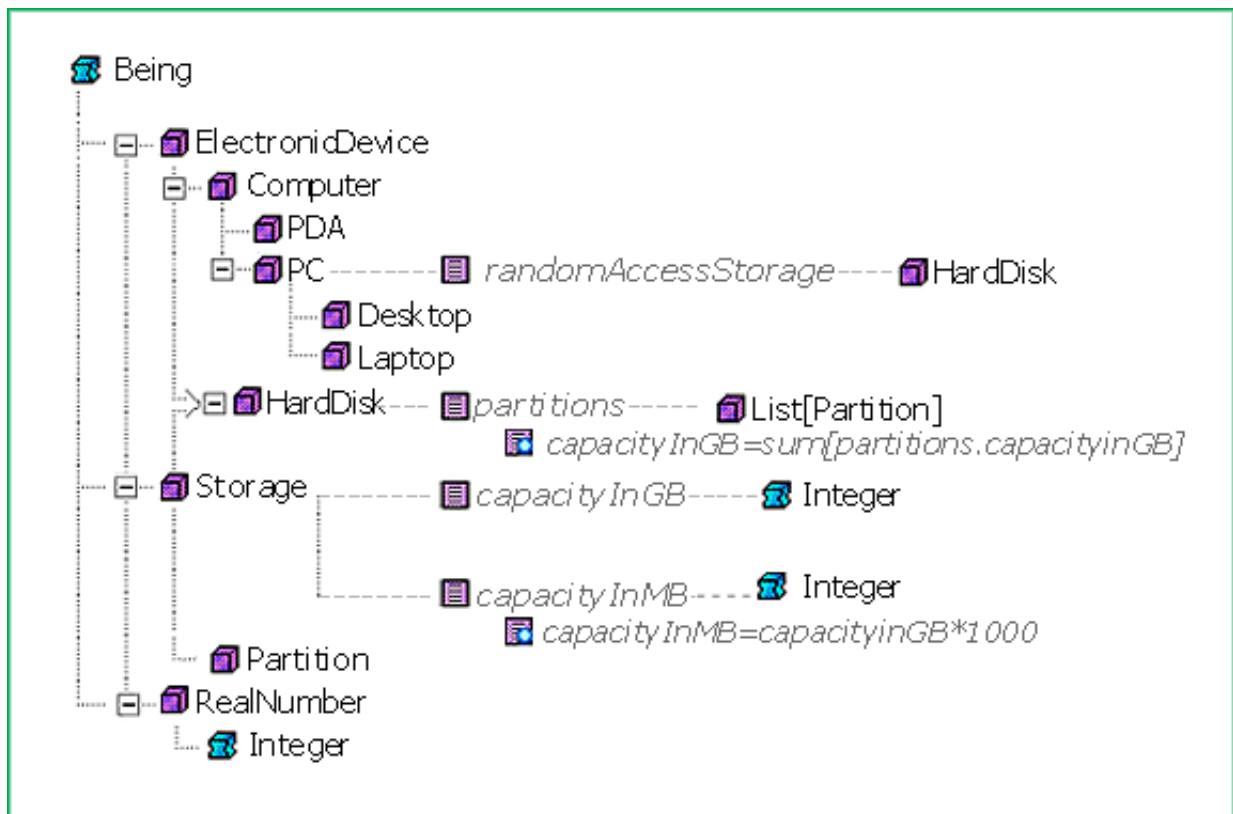 Being
ElectronicDevice
Computer
PDA
PC randomAccessStorage HardDisk
Desktop
Laptop
HardDisk partitions List[Partition]
capacityInGB=sum[partitions.capacityinGB]
Storage capacityInGB Integer
capacityInMB Integer
capacityInMB=capacityinGB*1000
Partition
RealNumber
Integer